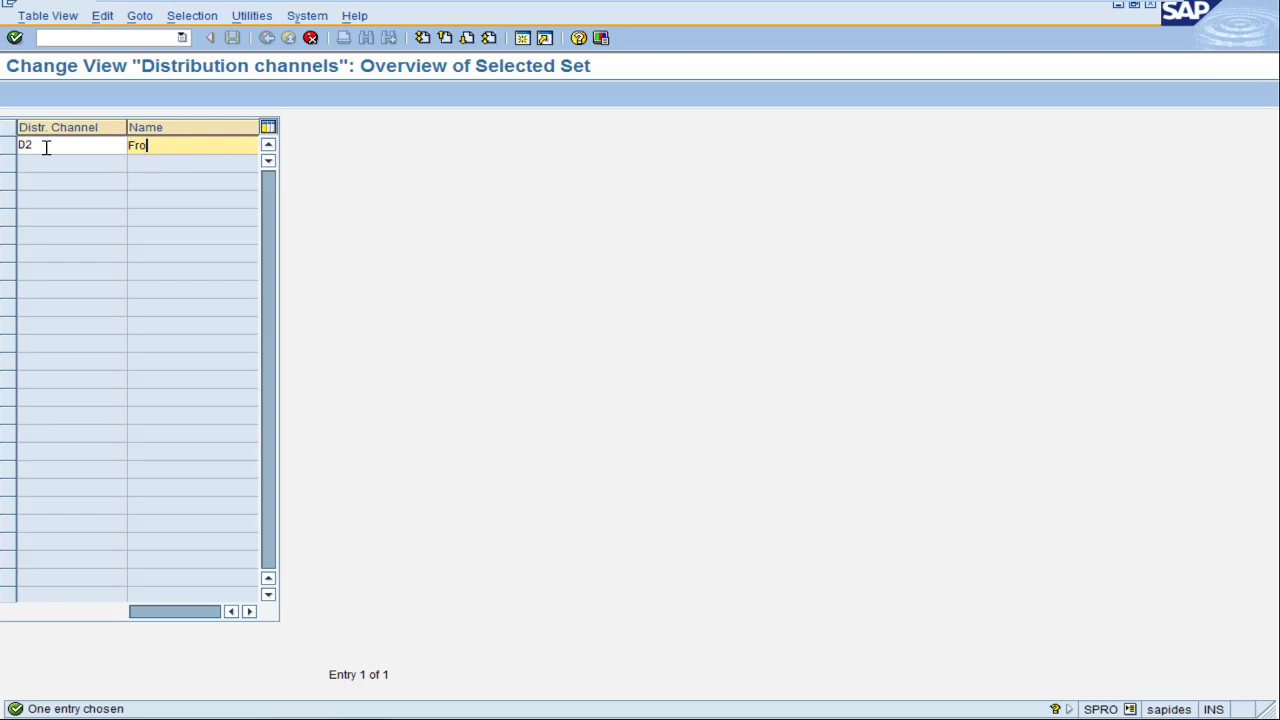 Table View Edit Goto Selection Utilities System Help
SAP
Change View "Distribution channels": Overview of Selected Set
Distr. Channel Name
D2 Fro
Entry 1 of 1
One entry chosen
SPRO sapides INS